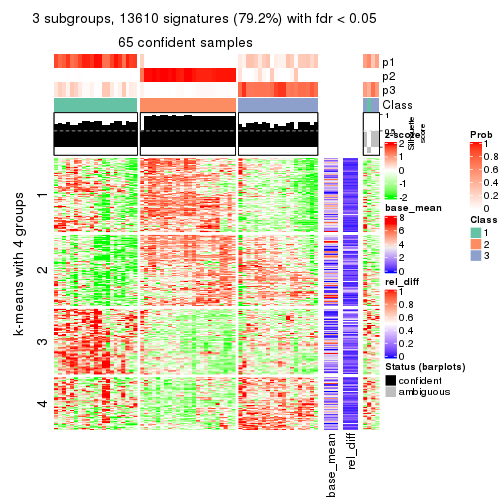 3 subgroups, 13610 signatures (79.2%) with fdr < 0.05
65 confident samples
p1
p2
p3
Class
1
0.5
Silhouette
score
k-means with 4 groups
1
2
3
4
base_mean
rel_diff
z-score
2
1
0
-1
-2
base_mean
8
6
4
2
0
rel_diff
1
0.8
0.6
0.4
0.2
0
Status (barplots)
confident
ambiguous
Prob
1
0.8
0.6
0.4
0.2
0
Class
1
2
3